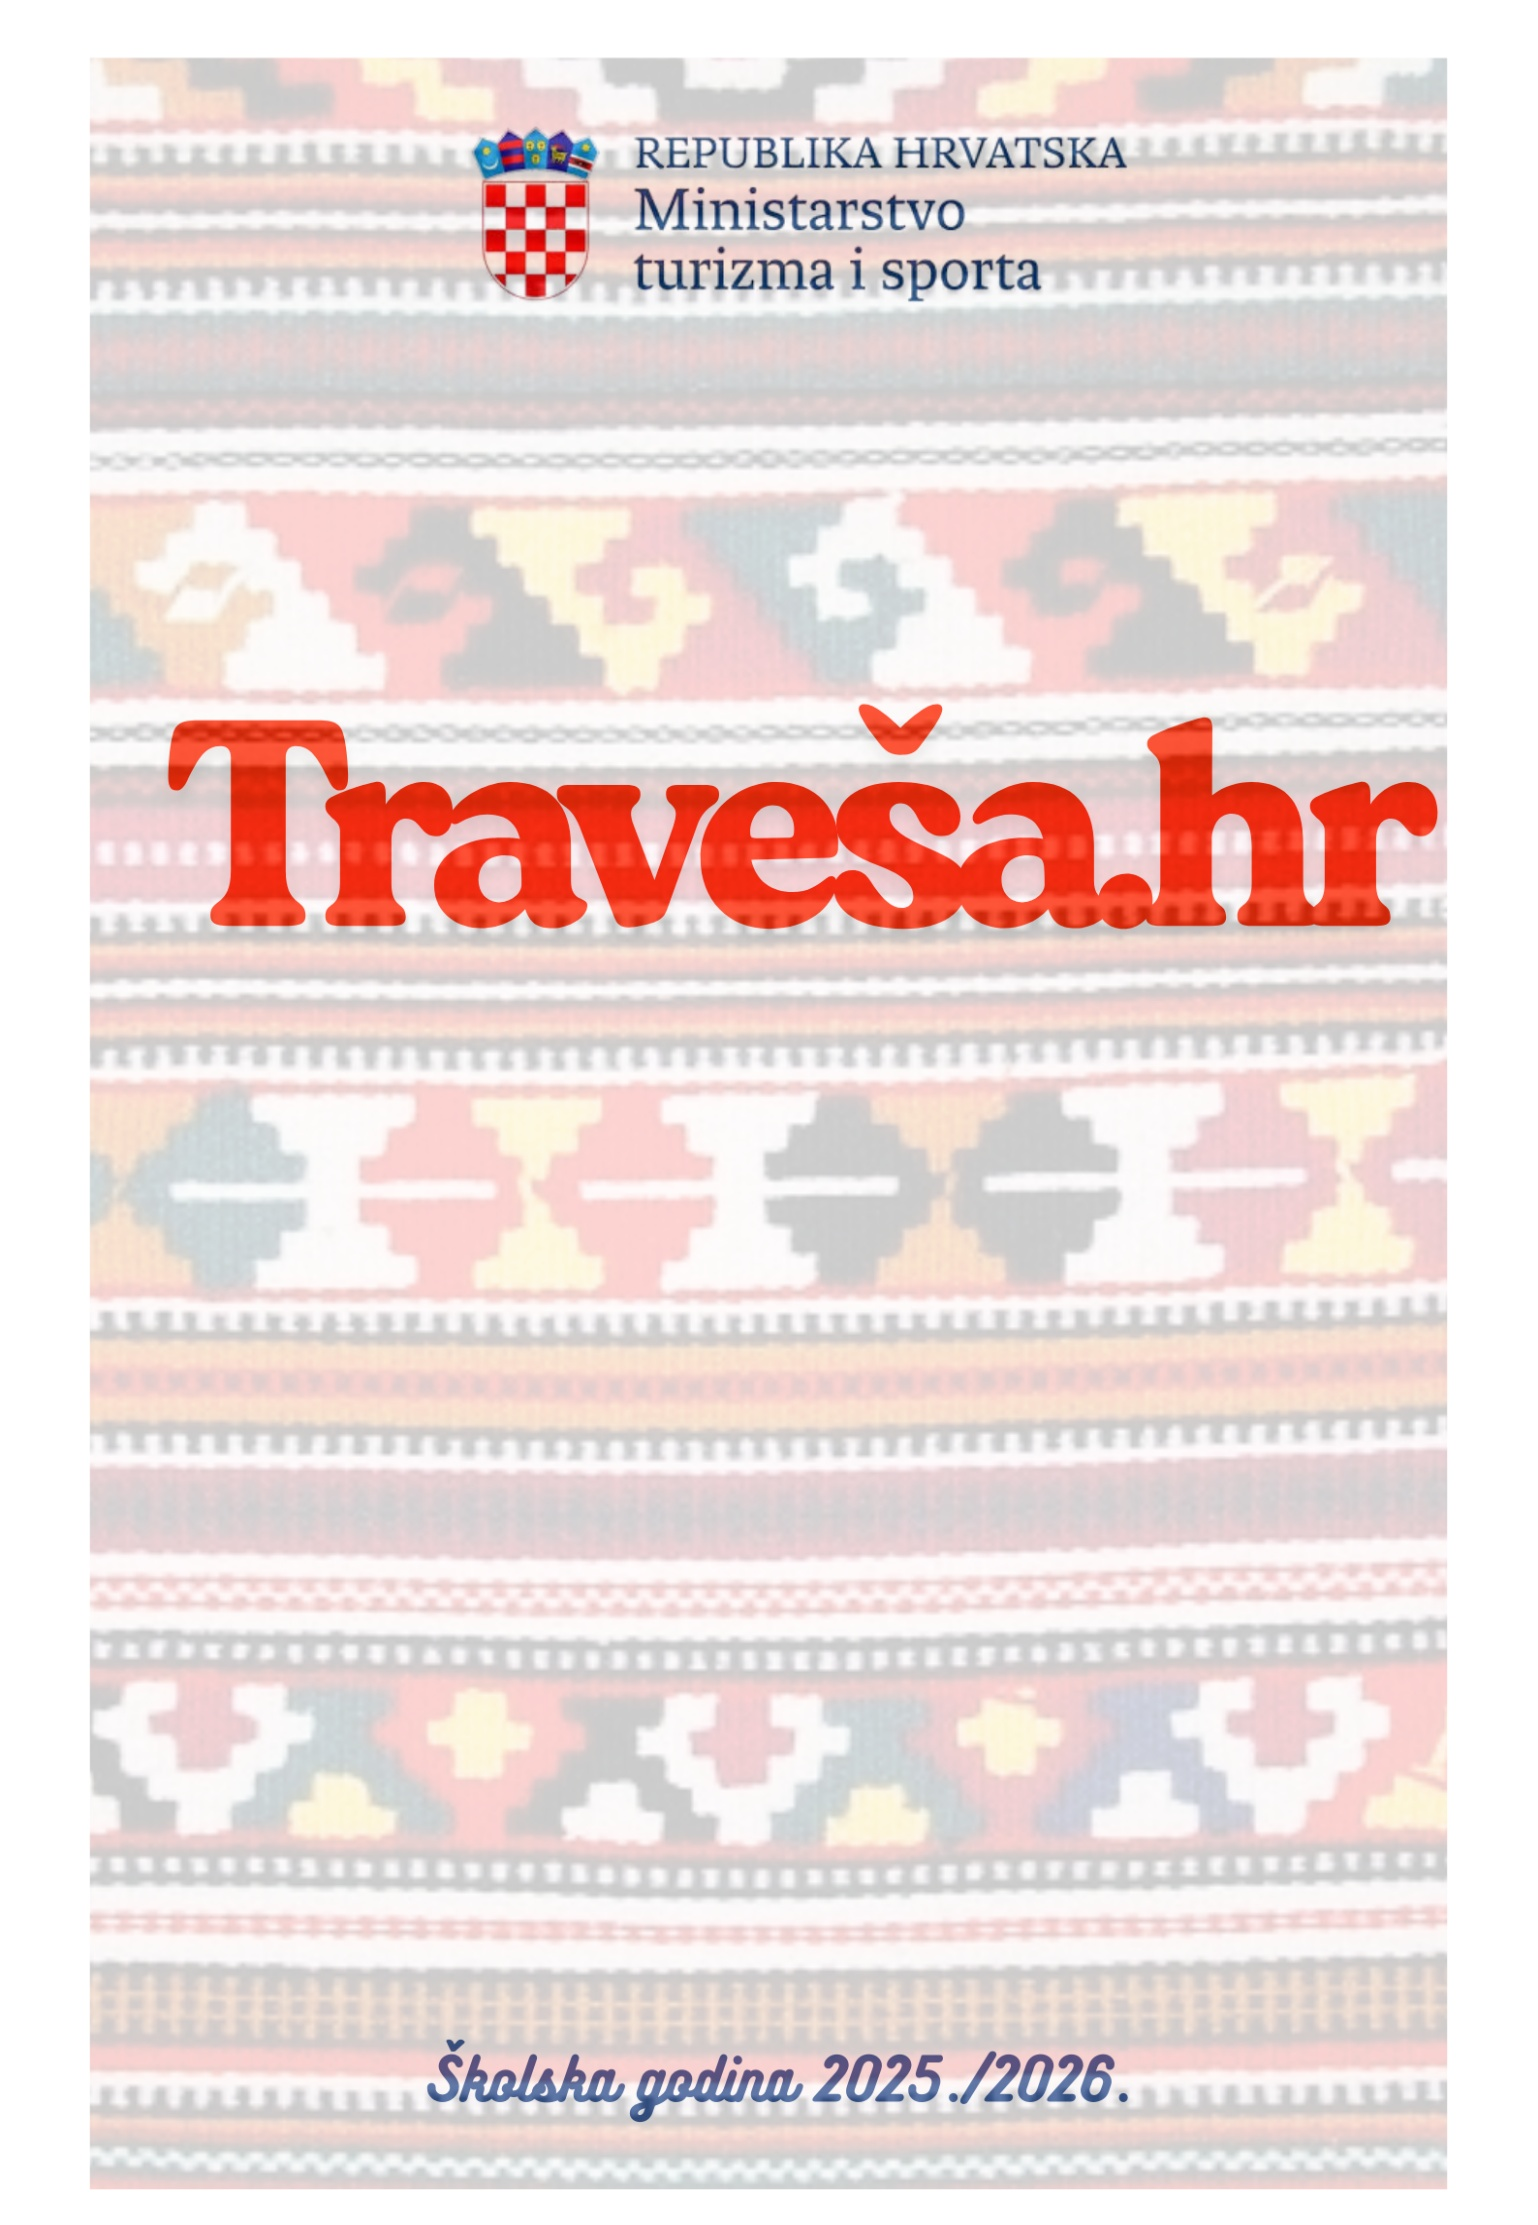 REPUBLIKA HRVATSKA
Ministarstvo
turizma i sporta
Traveša.hr
Školska godina 2025./2026.